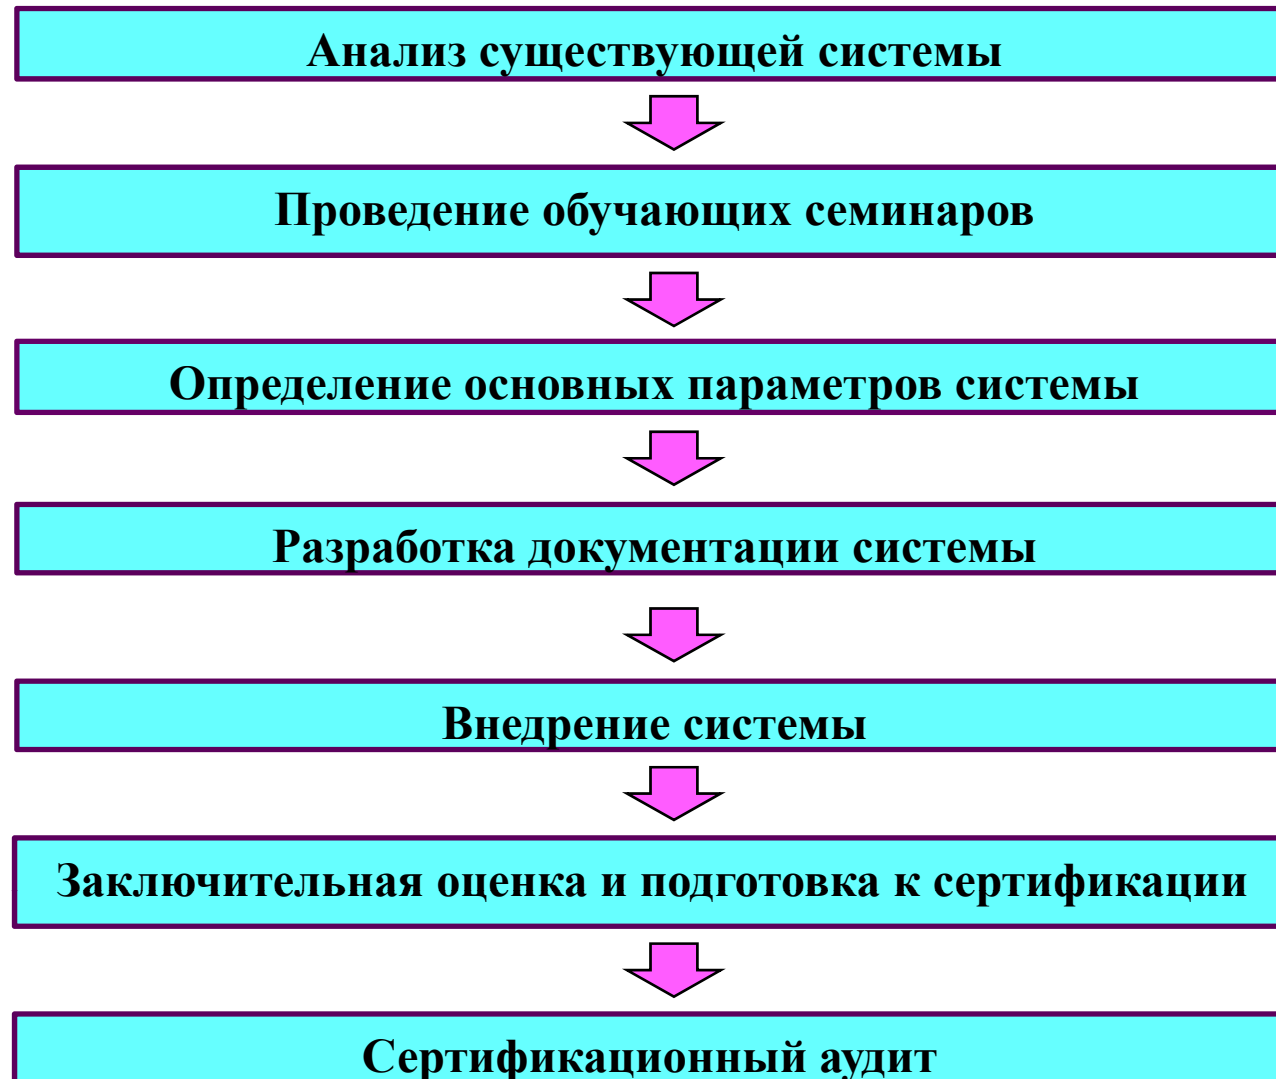 Анализ существующей системы
Проведение обучающих семинаров
Определение основных параметров системы
Разработка документации системы
Внедрение системы
Заключительная оценка и подготовка к сертификации
Сертификационный аудит